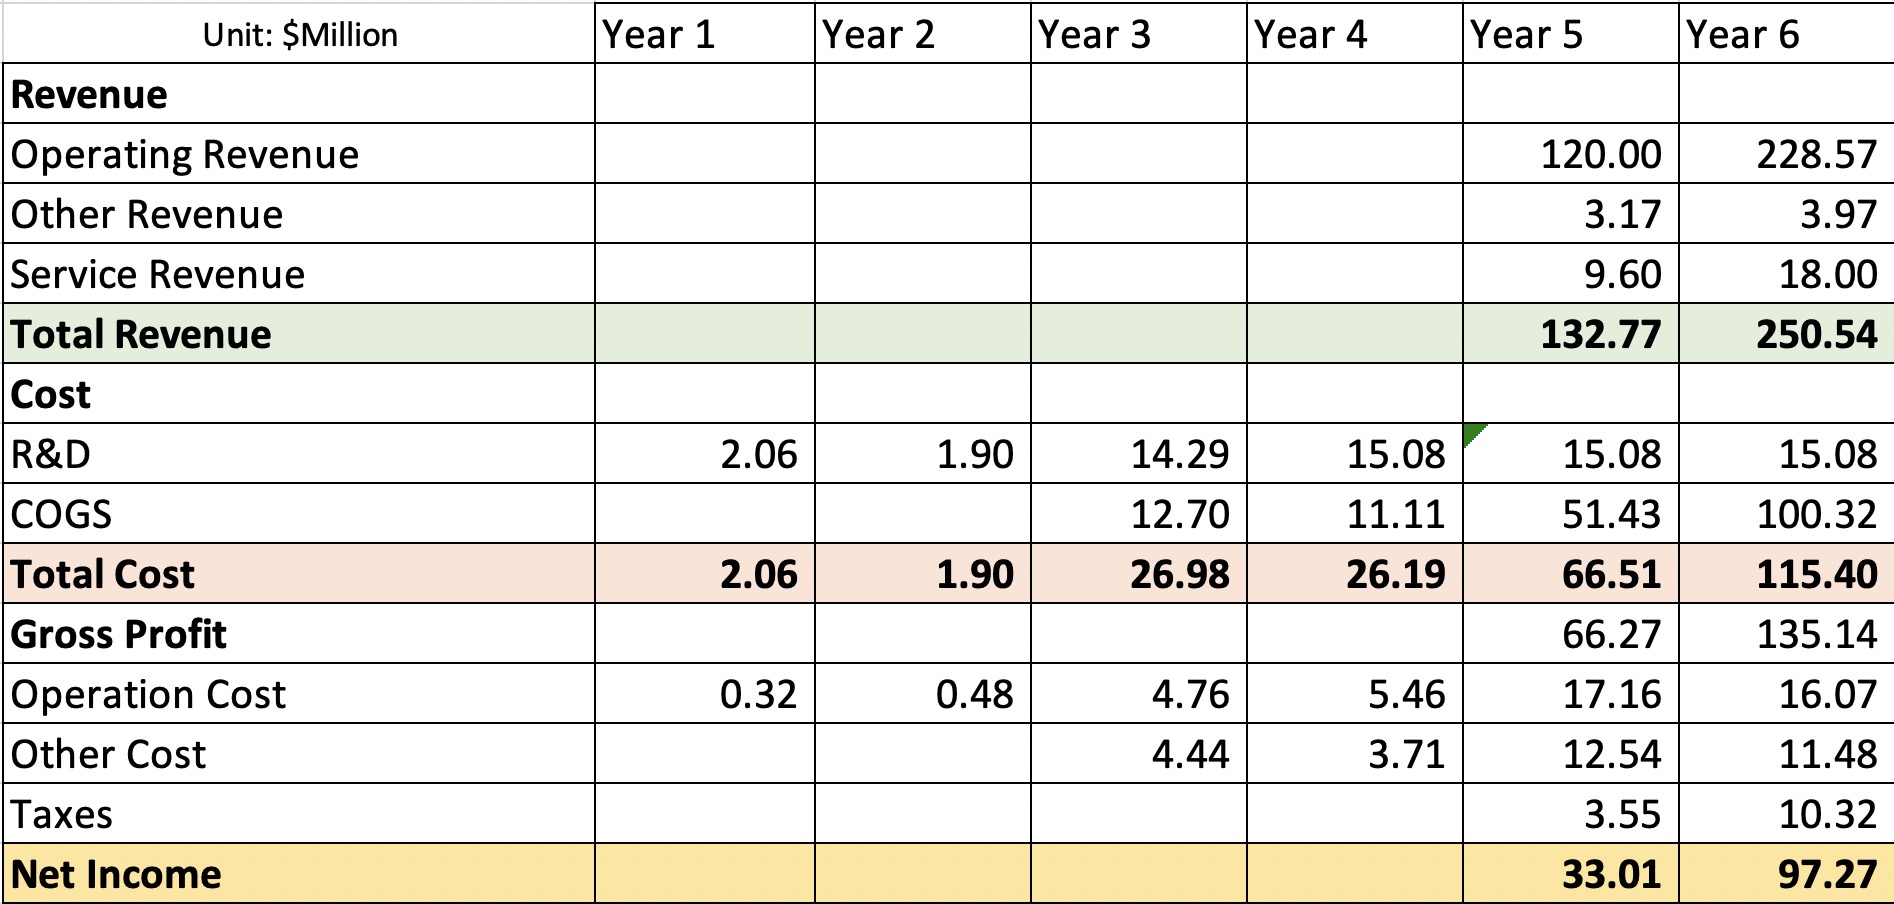 Unit: $Million Year 1 Year 2 Year 3 Year 4 Year 5 Year 6
Revenue
Operating Revenue 120.00 228.57
Other Revenue 3.17 3.97
Service Revenue 9.60 18.00
Total Revenue 132.77 250.54
Cost
R&D 2.06 1.90 14.29 15.08 15.08 15.08
COGS 12.70 11.11 51.43 100.32
Total Cost 2.06 1.90 26.98 26.19 66.51 115.40
Gross Profit 66.27 135.14
Operation Cost 0.32 0.48 4.76 5.46 17.16 16.07
Other Cost 4.44 3.71 12.54 11.48
Taxes 3.55 10.32
Net Income 33.01 97.27